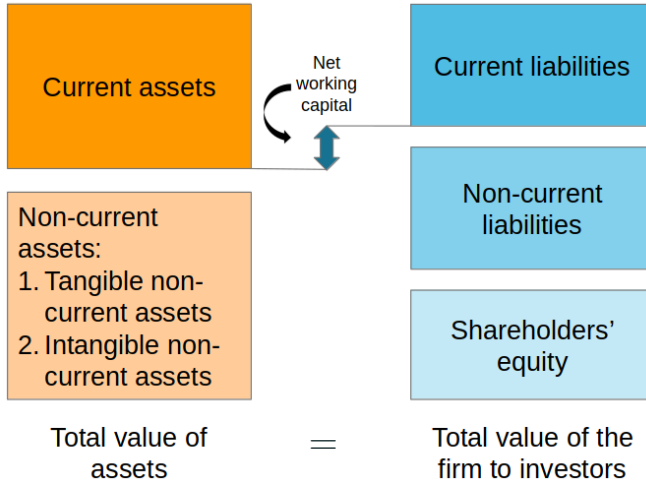 Current assets
Net
working
capital
Current liabilities
Non-current
assets:
1. Tangible non-
current assets
2. Intangible non-
current assets
Non-current
liabilities
Shareholders’
equity
Total value of
assets
=
Total value of the
firm to investors